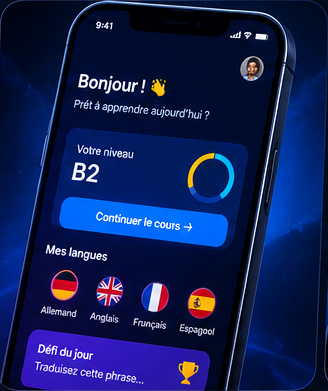 9:41
Bonjour ! 👋
Prêt à apprendre aujourd'hui ?
Votre niveau
B2
Continuer le cours →
Mes langues
Allemand
Anglais
Français
Espagool
Défi du jour
Traduisez cette phrase...